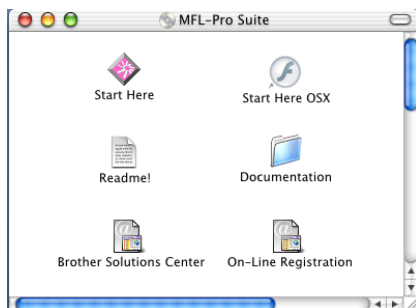 MFL-Pro Suite
Start Here
Start Here OSX
Readme!
Documentation
Brother Solutions Center
On-Line Registration